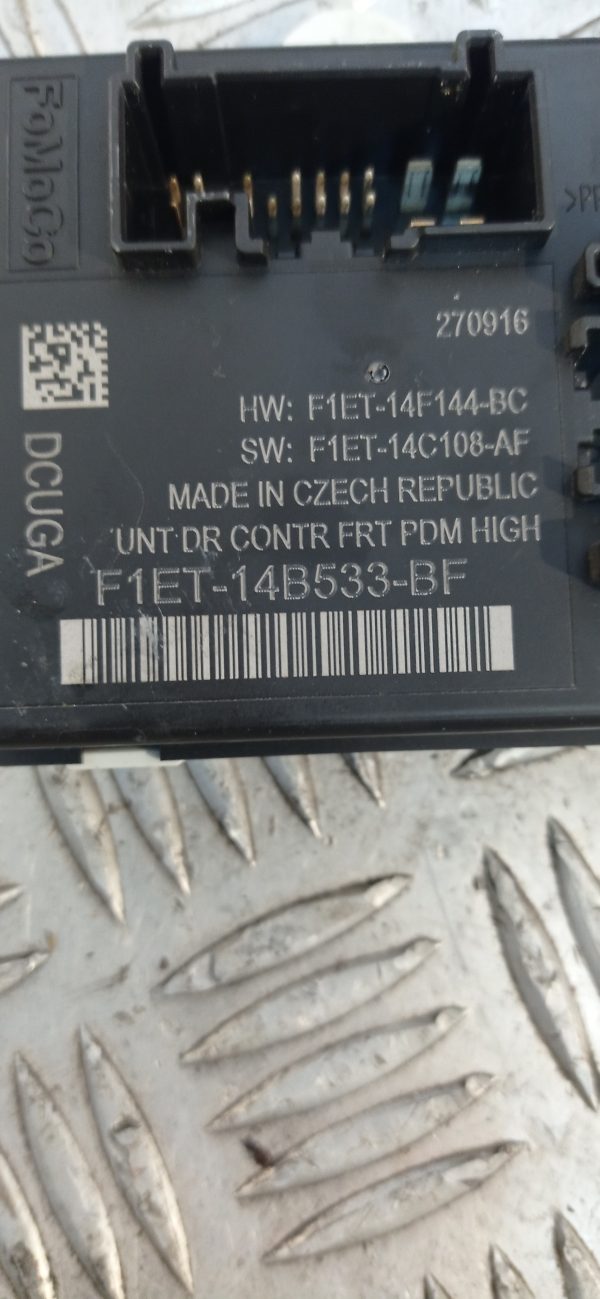 FoMoCo
>PP
270916
HW: F1ET-14F144-BC
SW: F1ET-14C108-AF
MADE IN CZECH REPUBLIC
UNT DR CONTR FRT PDM HIGH
F1ET-14B533-BF
DCUGA